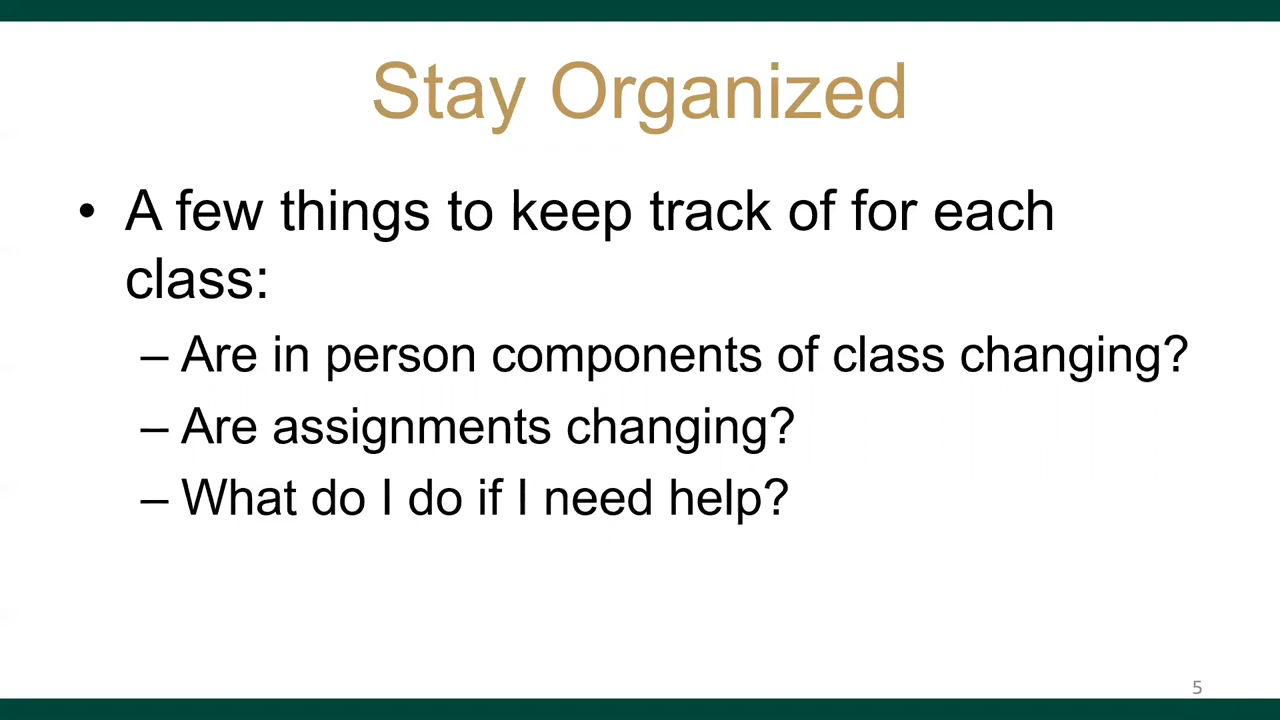 Stay Organized
• A few things to keep track of for each
class:
– Are in person components of class changing?
– Are assignments changing?
– What do I do if I need help?
5